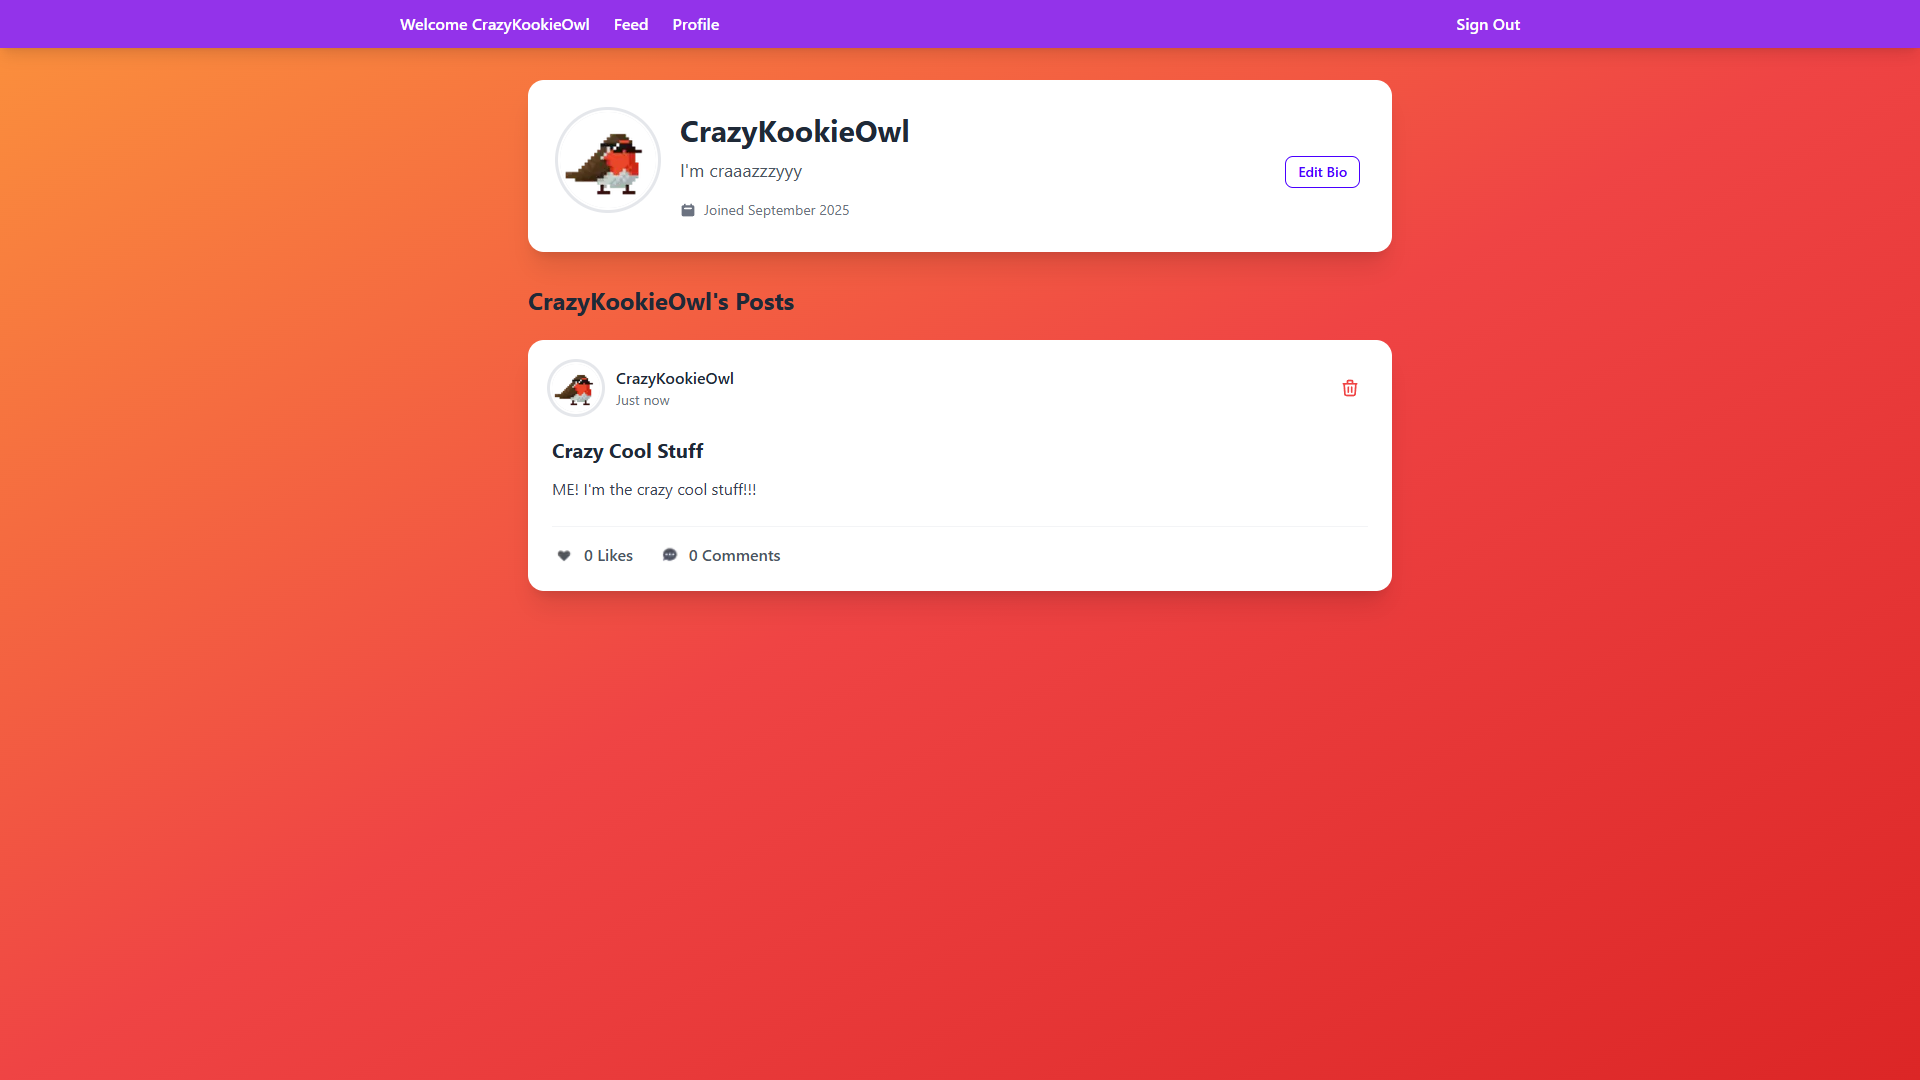 Welcome CrazyKookieOwl Feed Profile Sign Out
CrazyKookieOwl
I'm craaazzzyyy
Edit Bio
Joined September 2025
CrazyKookieOwl's Posts
CrazyKookieOwl
Just now
Crazy Cool Stuff
ME! I'm the crazy cool stuff!!!
0 Likes 0 Comments